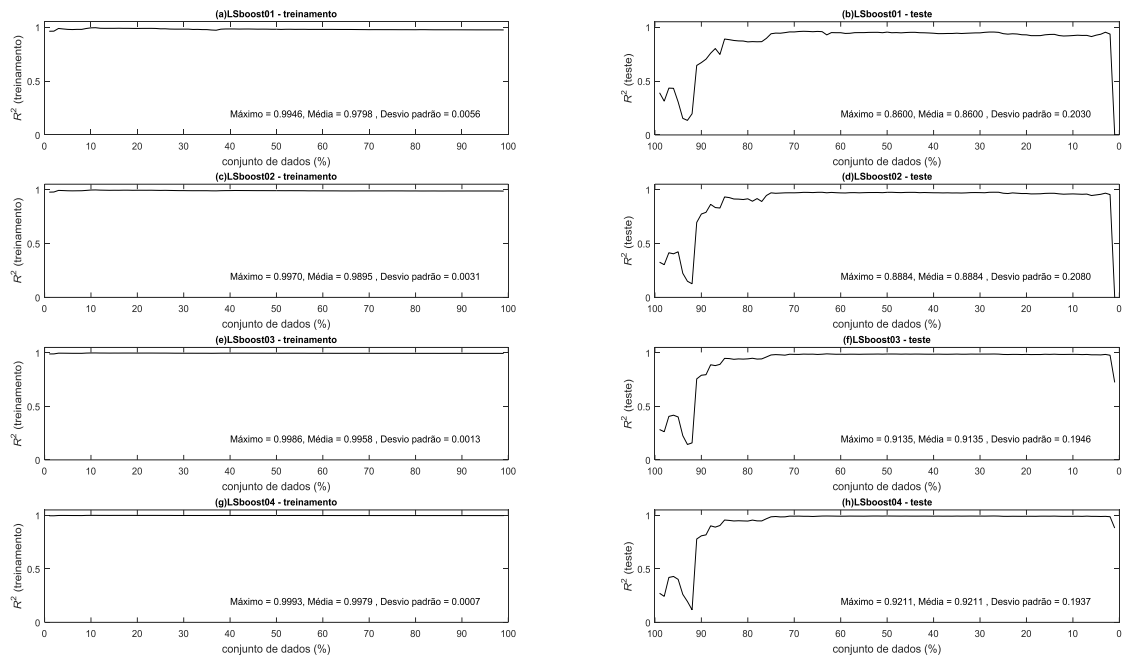 (a)LSboost01 - treinamento
R² (treinamento)
1
0.5
0
Máximo = 0.9946, Média = 0.9798 , Desvio padrão = 0.0056
0 10 20 30 40 50 60 70 80 90 100
conjunto de dados (%)
(b)LSboost01 - teste
R² (teste)
1
0.5
0
Máximo = 0.8600, Média = 0.8600 , Desvio padrão = 0.2030
100 90 80 70 60 50 40 30 20 10 0
conjunto de dados (%)
(c)LSboost02 - treinamento
R² (treinamento)
1
0.5
0
Máximo = 0.9970, Média = 0.9895 , Desvio padrão = 0.0031
0 10 20 30 40 50 60 70 80 90 100
conjunto de dados (%)
(d)LSboost02 - teste
R² (teste)
1
0.5
0
Máximo = 0.8884, Média = 0.8884 , Desvio padrão = 0.2080
100 90 80 70 60 50 40 30 20 10 0
conjunto de dados (%)
(e)LSboost03 - treinamento
R² (treinamento)
1
0.5
0
Máximo = 0.9986, Média = 0.9958 , Desvio padrão = 0.0013
0 10 20 30 40 50 60 70 80 90 100
conjunto de dados (%)
(f)LSboost03 - teste
R² (teste)
1
0.5
0
Máximo = 0.9135, Média = 0.9135 , Desvio padrão = 0.1946
100 90 80 70 60 50 40 30 20 10 0
conjunto de dados (%)
(g)LSboost04 - treinamento
R² (treinamento)
1
0.5
0
Máximo = 0.9993, Média = 0.9979 , Desvio padrão = 0.0007
0 10 20 30 40 50 60 70 80 90 100
conjunto de dados (%)
(h)LSboost04 - teste
R² (teste)
1
0.5
0
Máximo = 0.9211, Média = 0.9211 , Desvio padrão = 0.1937
100 90 80 70 60 50 40 30 20 10 0
conjunto de dados (%)